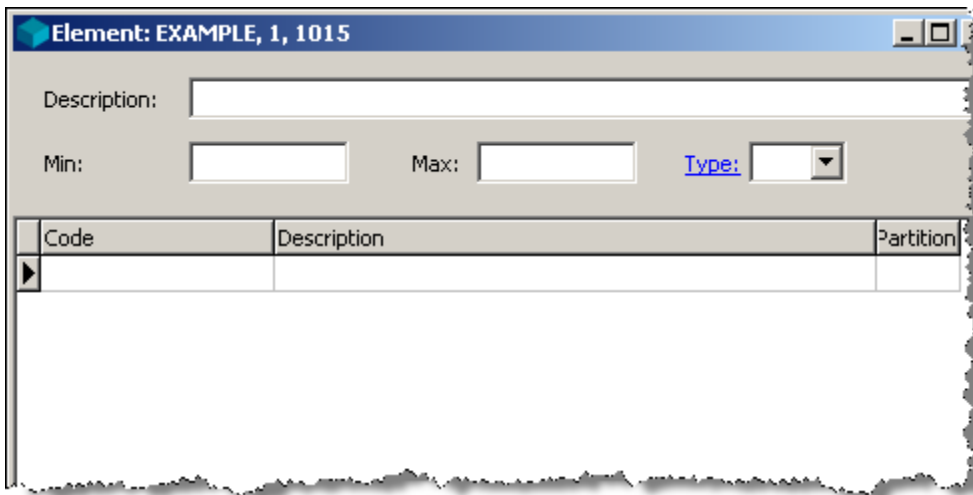 Element: EXAMPLE, 1, 1015
Description:
Min: Max: Type:
Code Description Partition